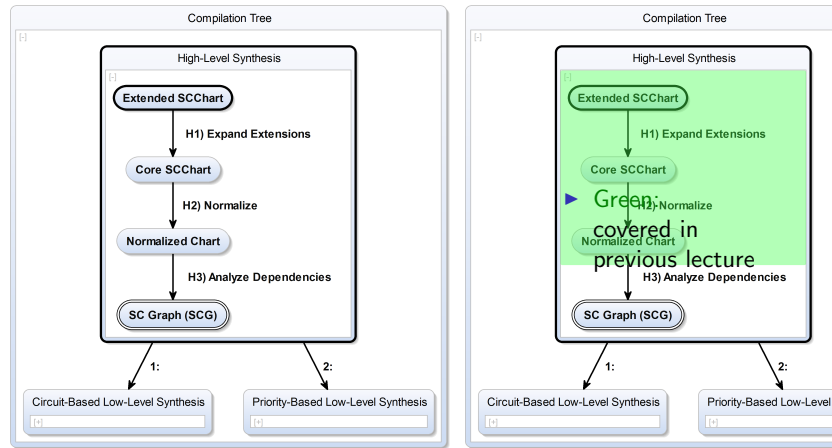 Compilation Tree
[-]
High-Level Synthesis
[-]
Extended SCChart
H1) Expand Extensions
Core SCChart
H2) Normalize
Normalized Chart
H3) Analyze Dependencies
SC Graph (SCG)
1:
2:
Circuit-Based Low-Level Synthesis
[+]
Priority-Based Low-Level Synthesis
[+]
Compilation Tree
[-]
High-Level Synthesis
[-]
Extended SCChart
H1) Expand Extensions
Core SCChart
Green:
H2) Normalize
covered in
Normalized Chart
previous lecture
H3) Analyze Dependencies
SC Graph (SCG)
1:
2:
Circuit-Based Low-Level Synthesis
[+]
Priority-Based Low-Level
[+]